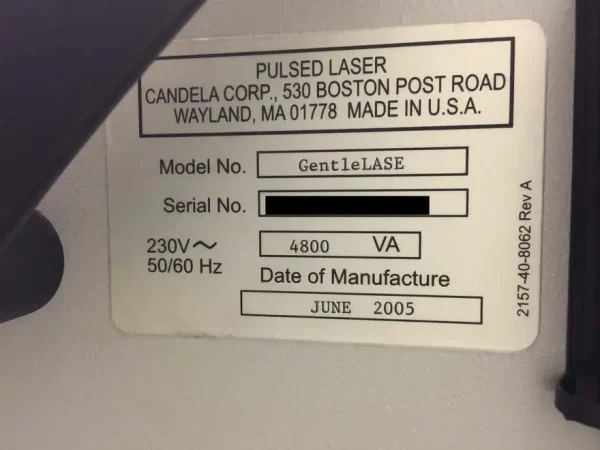 PULSED LASER
CANDELA CORP., 530 BOSTON POST ROAD
WAYLAND, MA 01778 MADE IN U.S.A.
Model No. GentleLASE
Serial No.
230V~ 4800 VA
50/60 Hz
Date of Manufacture
JUNE 2005
2157-40-8062 Rev A